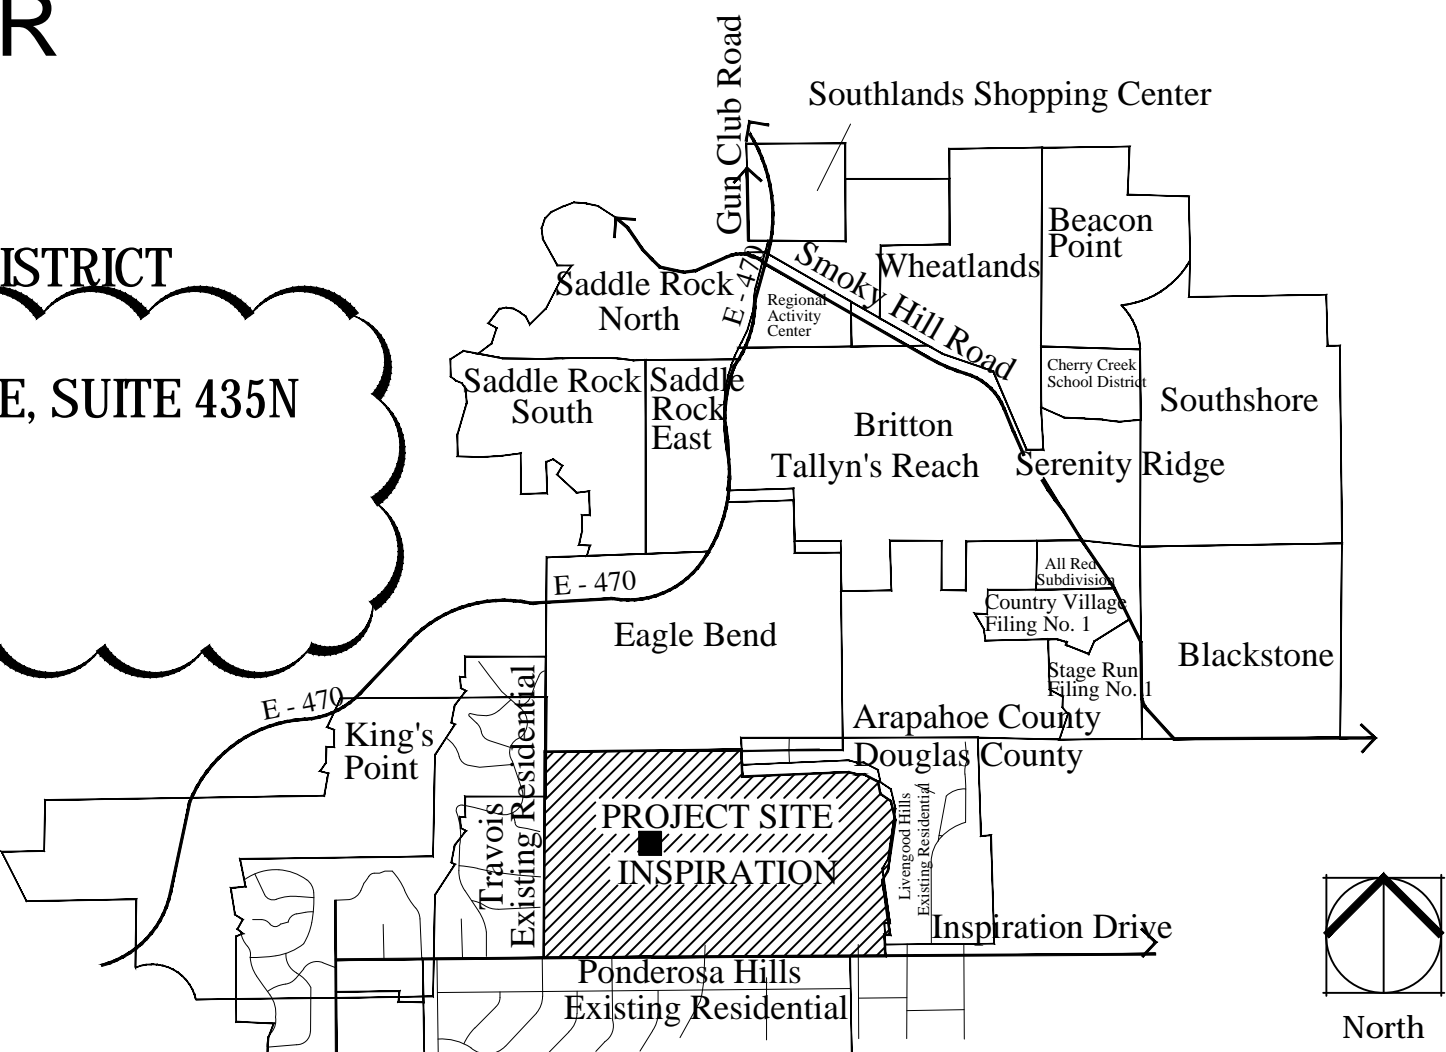 R
Gun Club Road
Southlands Shopping Center
Beacon
Point
ISTRICT
Smoky Hill Road
Wheatlands
Saddle Rock
North
E - 470
Regional
Activity
Center
Cherry Creek
School District
Saddle Rock
South
Saddle
Rock
East
E, SUITE 435N
Southshore
Britton
Tallyn's Reach
Serenity Ridge
All Red
Subdivision
E - 470
Country Village
Filing No. 1
Eagle Bend
Blackstone
Stage Run
Filing No. 1
E - 470
Arapahoe County
Douglas County
King's
Point
Travois
Existing Residential
PROJECT SITE
INSPIRATION
Livengood Hills
Existing Residential
Inspiration Drive
Ponderosa Hills
Existing Residential
North